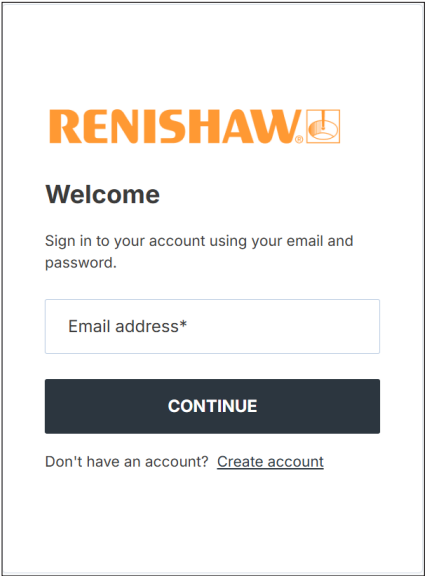 RENISHAW®
Welcome
Sign in to your account using your email and
password.
Email address*
CONTINUE
Don't have an account? Create account